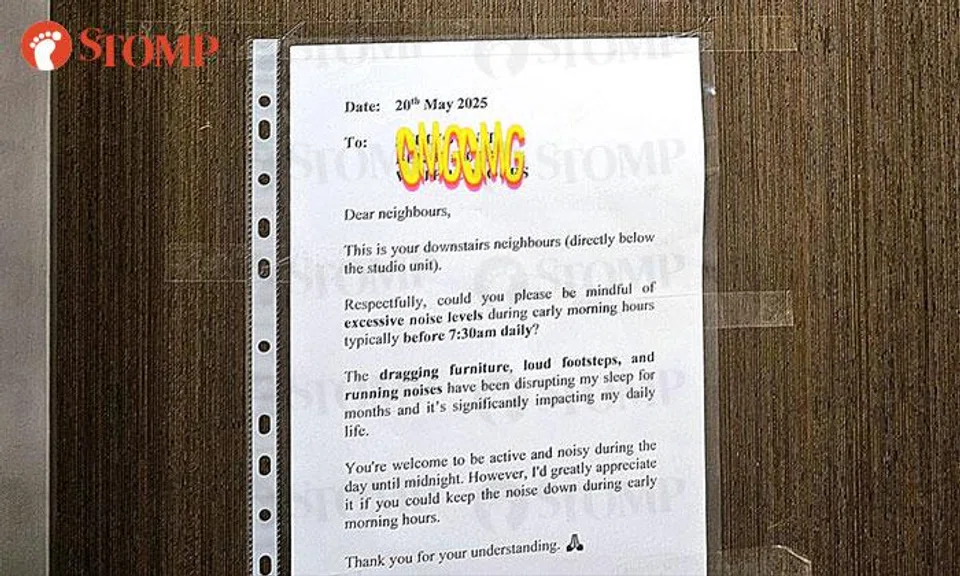 STOMP
Date: 20th May 2025
To:
Dear neighbours,
This is your downstairs neighbours (directly below
the studio unit).
Respectfully, could you please be mindful of
excessive noise levels during early morning hours
typically before 7:30am daily?
The dragging furniture, loud footsteps, and
running noises have been disrupting my sleep for
months and it's significantly impacting my daily
life.
You're welcome to be active and noisy during the
day until midnight. However, I'd greatly appreciate
it if you could keep the noise down during early
morning hours.
Thank you for your understanding. 🙏